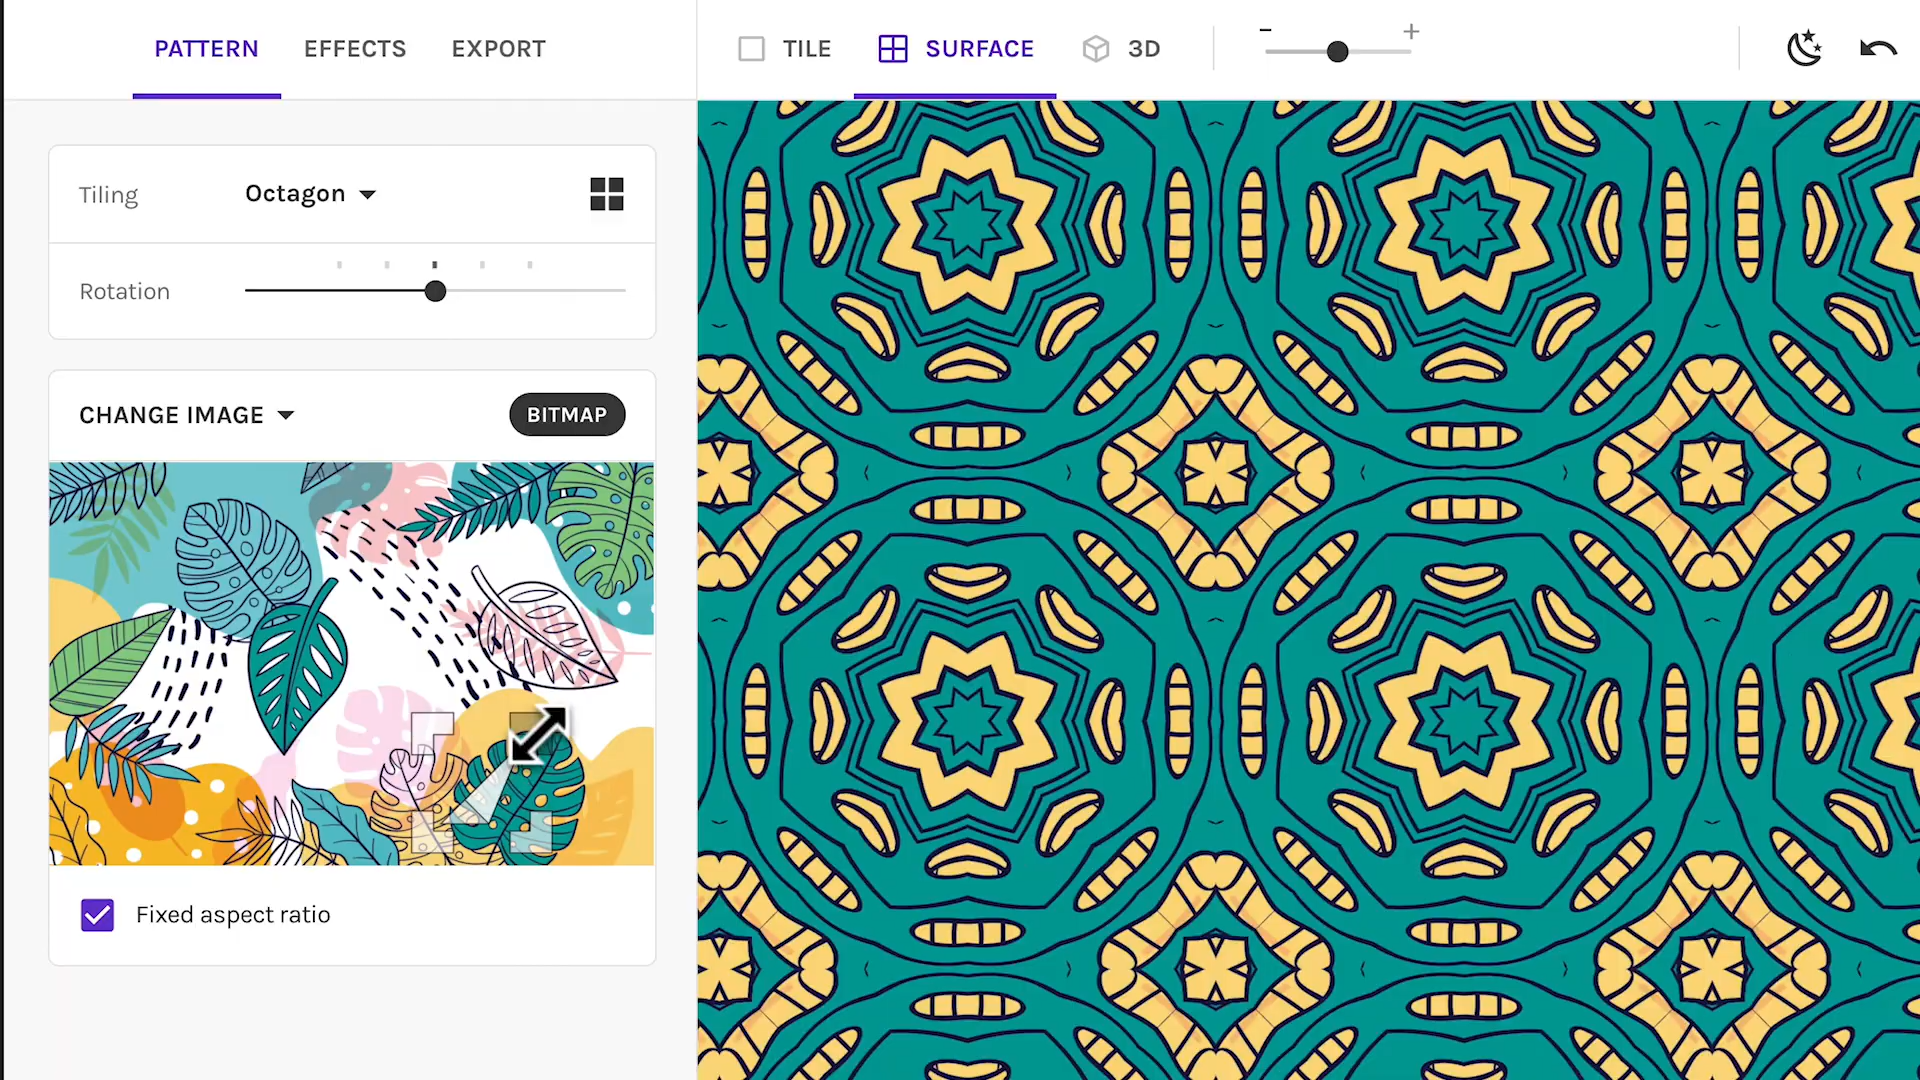 PATTERN EFFECTS EXPORT
TILE SURFACE 3D
Tiling Octagon
Rotation
CHANGE IMAGE BITMAP
Fixed aspect ratio